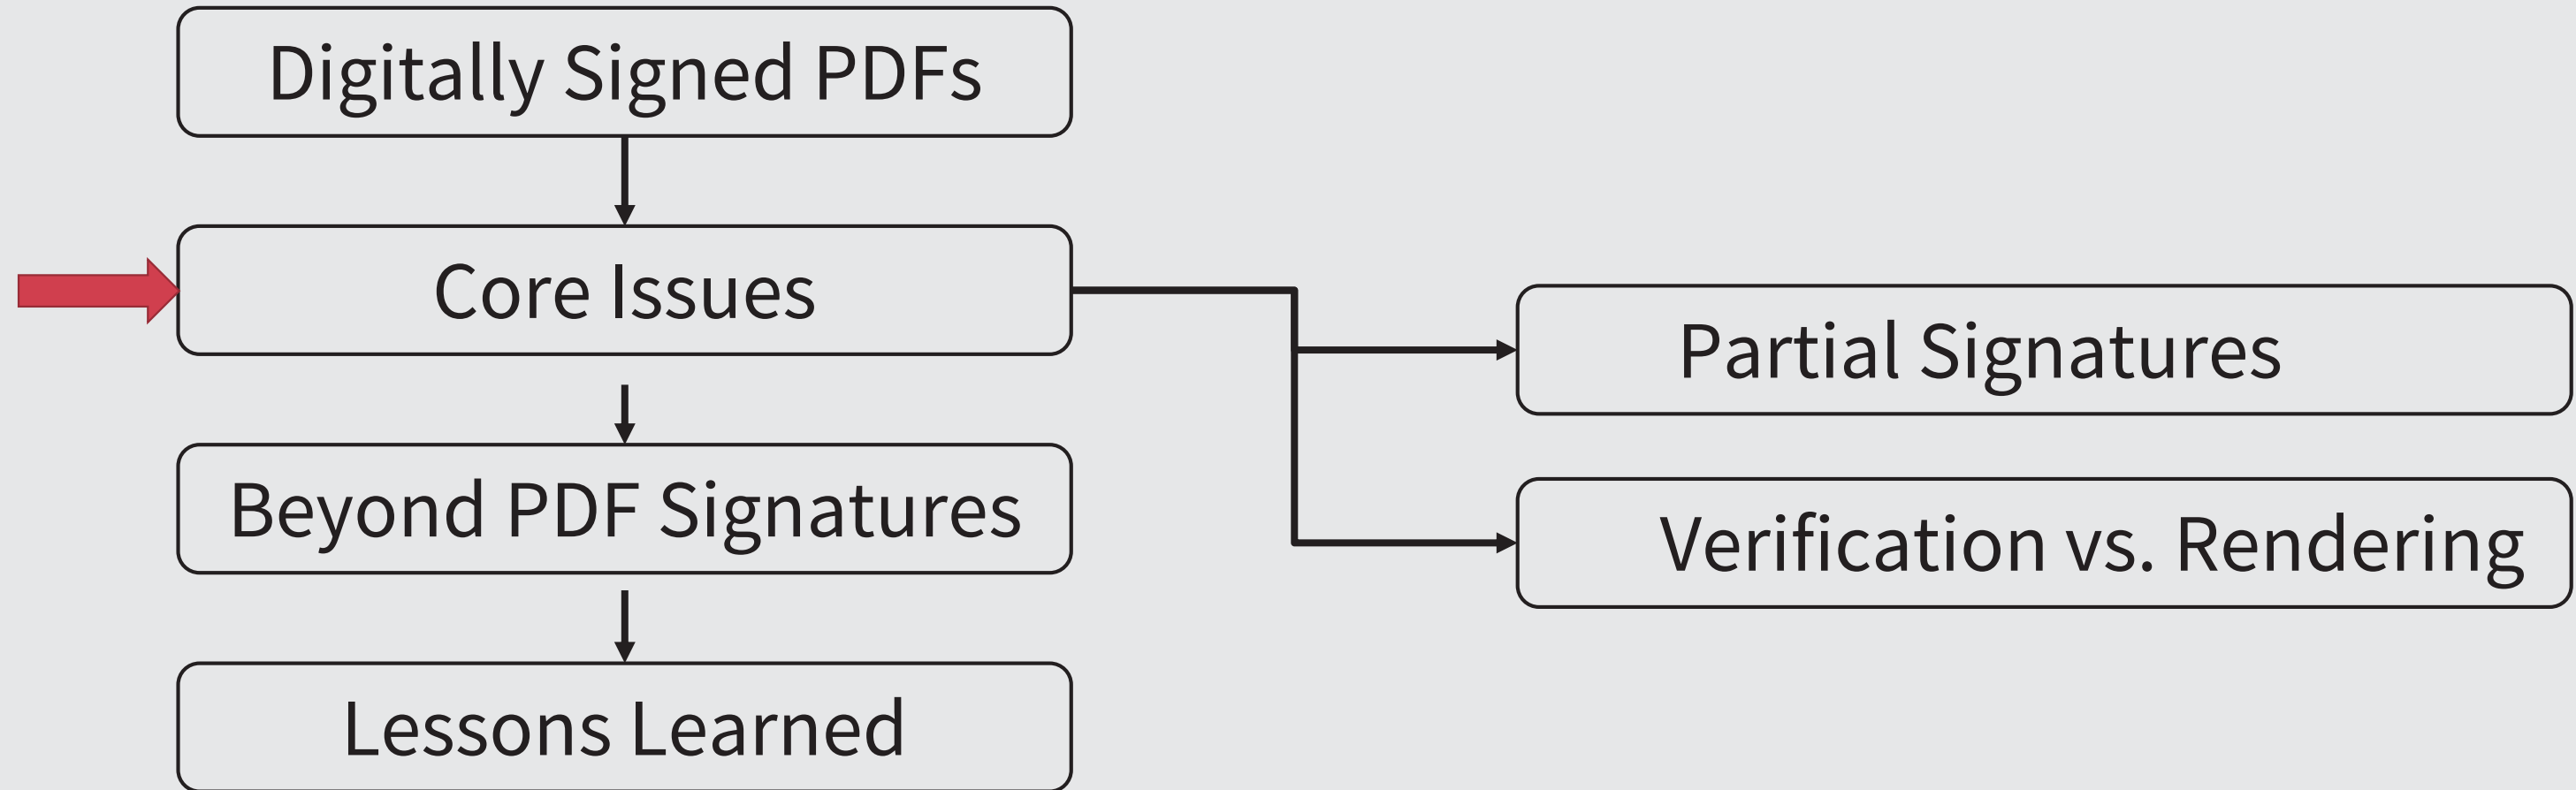 Digitally Signed PDFs
Core Issues
Partial Signatures
Beyond PDF Signatures
Verification vs. Rendering
Lessons Learned